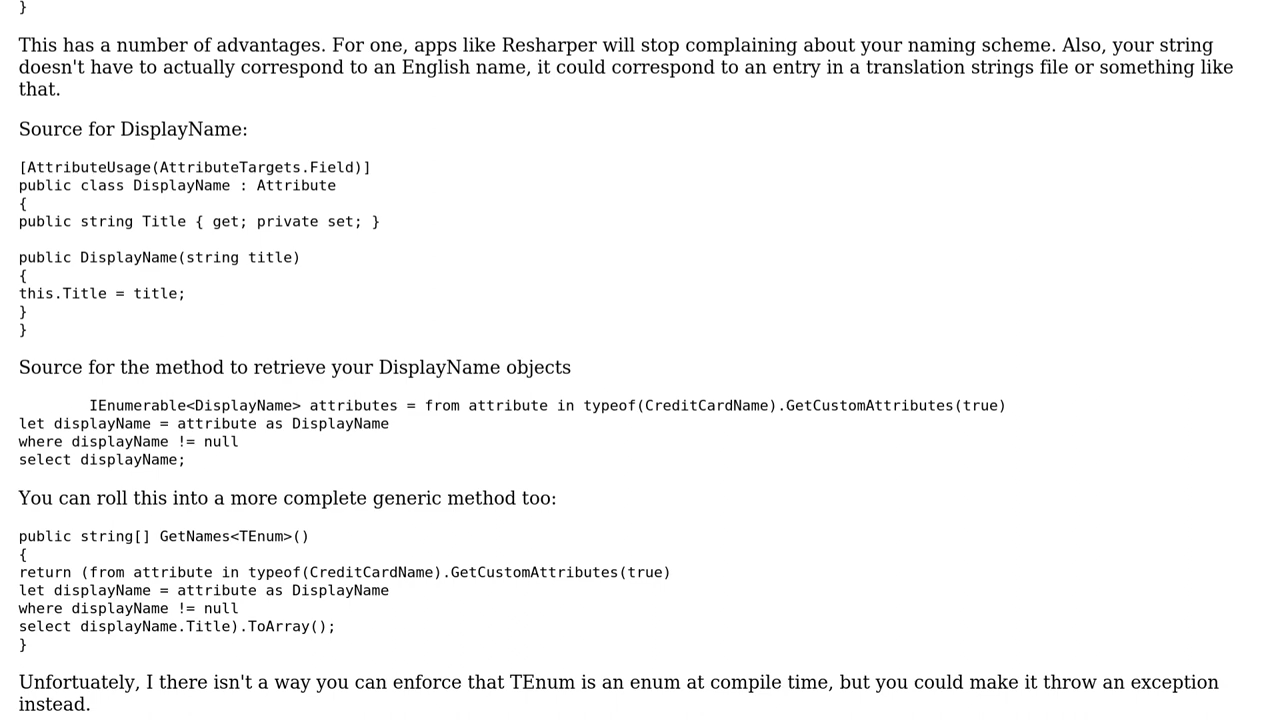 }
This has a number of advantages. For one, apps like Resharper will stop complaining about your naming scheme. Also, your string
doesn't have to actually correspond to an English name, it could correspond to an entry in a translation strings file or something like
that.
Source for DisplayName:
[AttributeUsage(AttributeTargets.Field)]
public class DisplayName : Attribute
{
public string Title { get; private set; }
public DisplayName(string title)
{
this.Title = title;
}
}
Source for the method to retrieve your DisplayName objects
IEnumerable<DisplayName> attributes = from attribute in typeof(CreditCardName).GetCustomAttributes(true)
let displayName = attribute as DisplayName
where displayName != null
select displayName;
You can roll this into a more complete generic method too:
public string[] GetNames<TEnum>()
{
return (from attribute in typeof(CreditCardName).GetCustomAttributes(true)
let displayName = attribute as DisplayName
where displayName != null
select displayName.Title).ToArray();
}
Unfortuately, I there isn't a way you can enforce that TEnum is an enum at compile time, but you could make it throw an exception
instead.